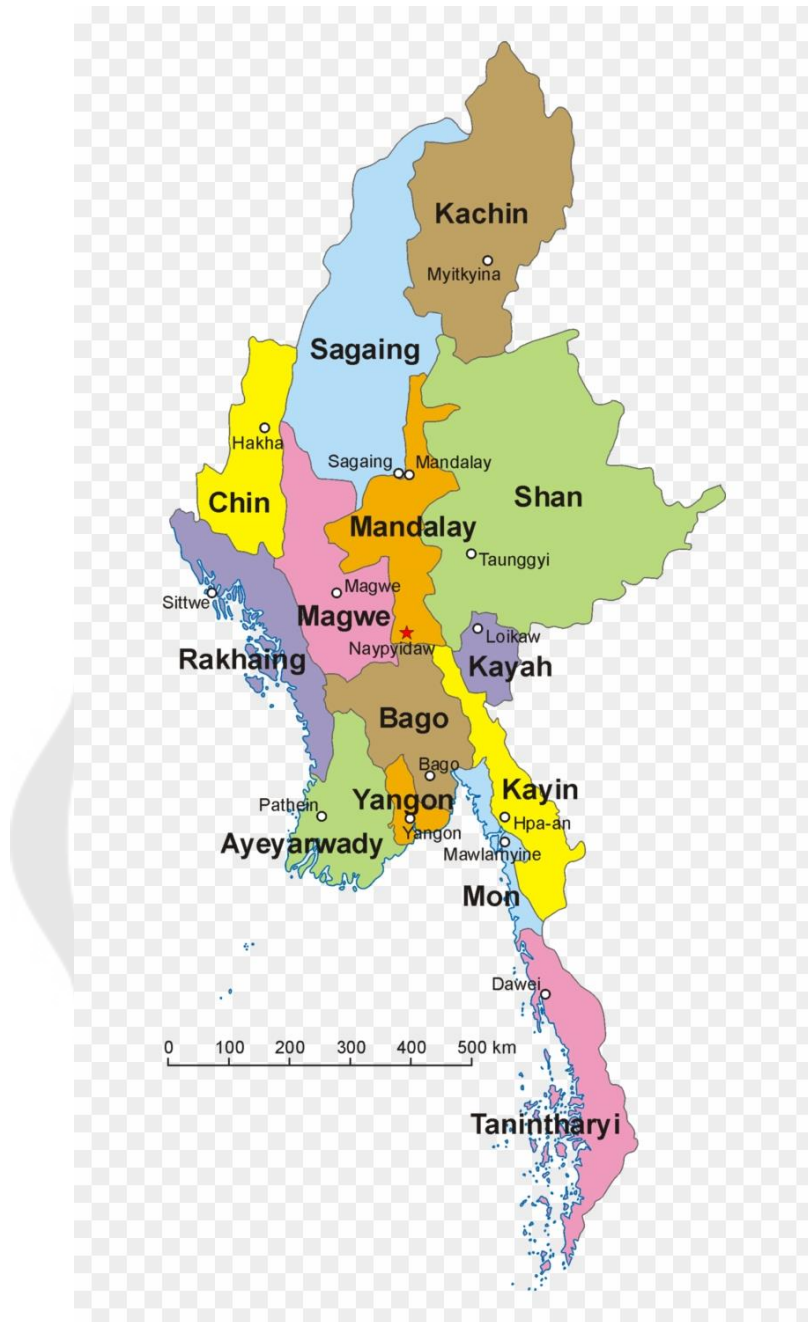 Kachin
Myitkyina
Sagaing
Hakha
Sagaing
Mandalay
Chin
Shan
Mandalay
Taunggyi
Magwe
Sittwe
Magwe
Loikaw
Naypyidaw
Rakhaing
Kayah
Bago
Bago
Kayin
Yangon
Pathein
Hpa-an
Yangon
Ayeyarwady
Mawlamyine
Mon
Dawei
0 100 200 300 400 500 km
Tanintharyi